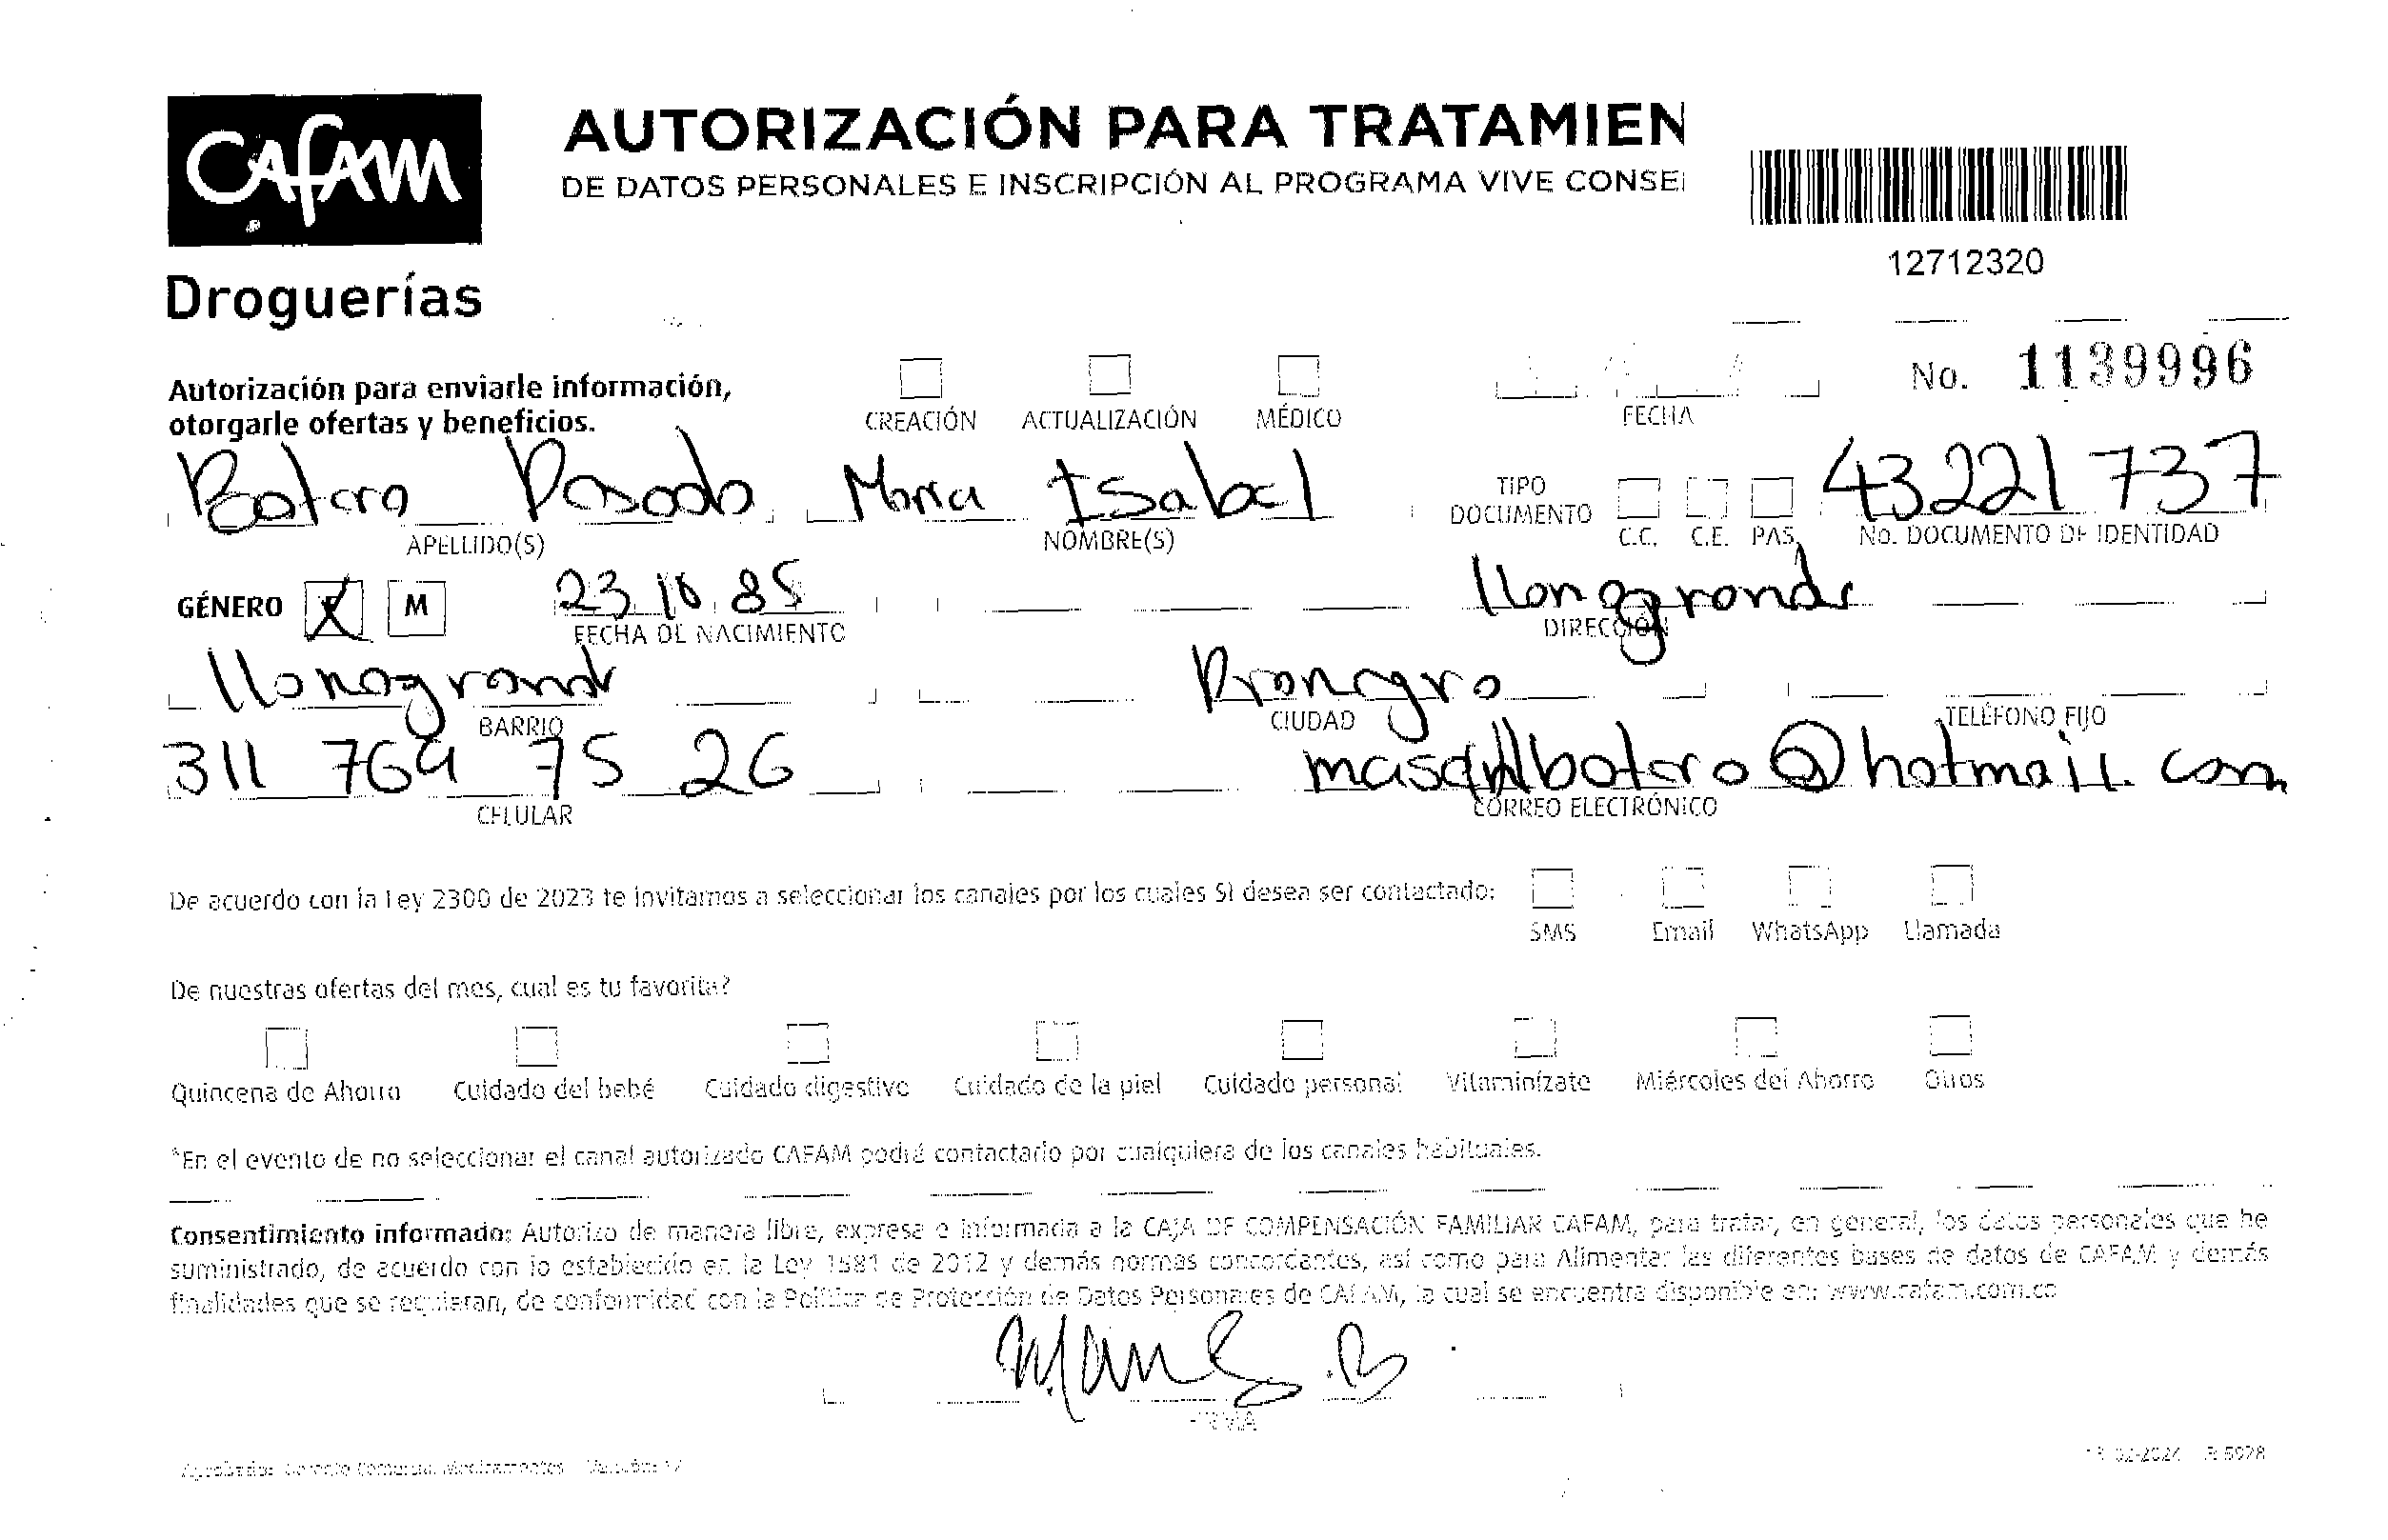 CAFAM
AUTORIZACIÓN PARA TRATAMIEN
DE DATOS PERSONALES E INSCRIPCIÓN AL PROGRAMA VIVE CONSE
12712320
Droguerías
No. 1139996
Autorización para enviarle información,
otorgarle ofertas y beneficios.
CREACIÓN ACTUALIZACIÓN MÉDICO FECHA
Botero Posada Maria Isabel 43221737
APELLIDO(S) NOMBRE(S) TIPO DOCUMENTO C.C. C.E. PAS. No. DOCUMENTO DE IDENTIDAD
GÉNERO X M 23 10 85 llanogrande
FECHA DE NACIMIENTO DIRECCIÓN
llanogrande Rionegro
BARRIO CIUDAD TELÉFONO FIJO
311 764 75 26 @hotmail.com
CELULAR CORREO ELECTRÓNICO
De acuerdo con la Ley 2300 de 2023 te invitamos a seleccionar los canales por los cuales SI desea ser contactado:
SMS Email WhatsApp Llamada
De nuestras ofertas del mes, cual es tu favorita?
Quincena de Ahorro Cuidado del bebé Cuidado digestivo Cuidado de la piel Cuidado personal Vitaminízate Miércoles del Ahorro Otros
*En el evento de no seleccionar el canal autorizado CAFAM podrá contactarlo por cualquiera de los canales habituales.
Consentimiento informado: Autorizo de manera libre, expresa e informada a la CAJA DE COMPENSACIÓN FAMILIAR CAFAM, para tratar, en general, los datos personales que he
suministrado, de acuerdo con lo establecido en la Ley 1581 de 2012 y demás normas concordantes, así como para Alimentar las diferentes bases de datos de CAFAM y demás
finalidades que se requieran, de conformidad con la Política de Protección de Datos Personales de CAFAM, la cual se encuentra disponible en: www.cafam.com.co
FIRMA